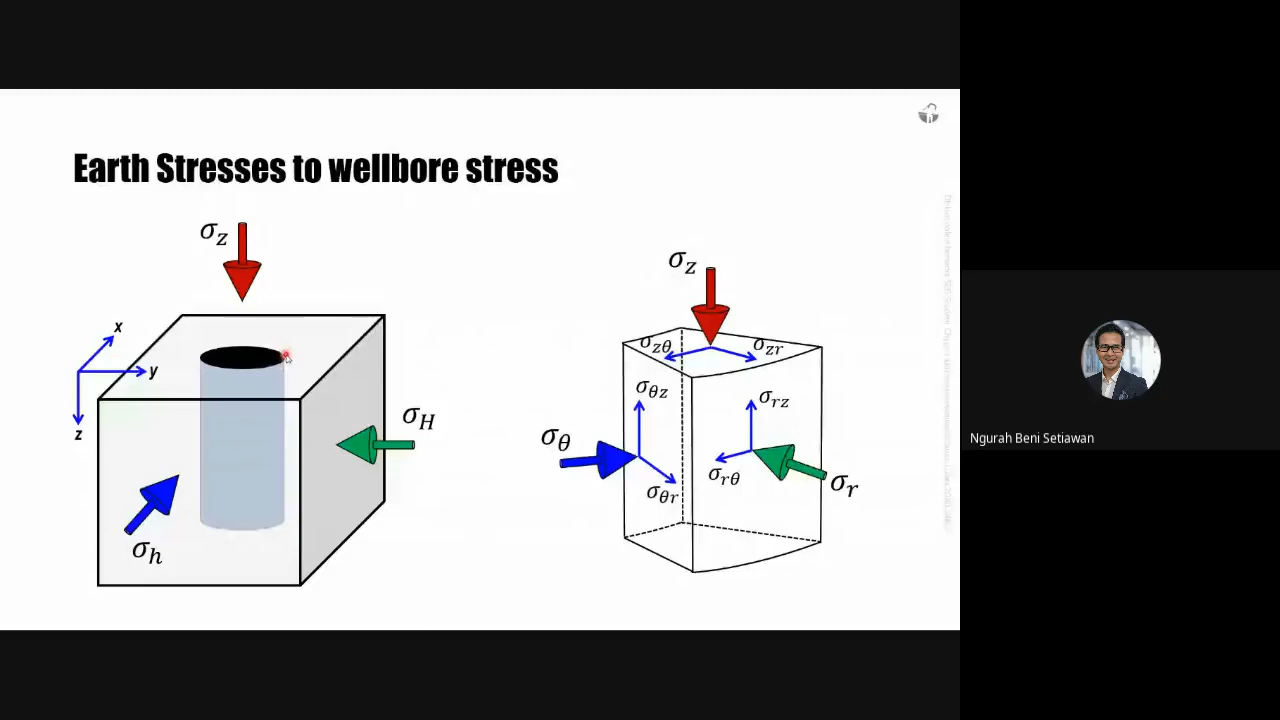 Earth Stresses to wellbore stress
σz
x
y
z
σH
σh
σz
σzθ
σzr
σθz
σrz
σθ
σrθ
σθr
σr
Ngurah Beni Setiawan